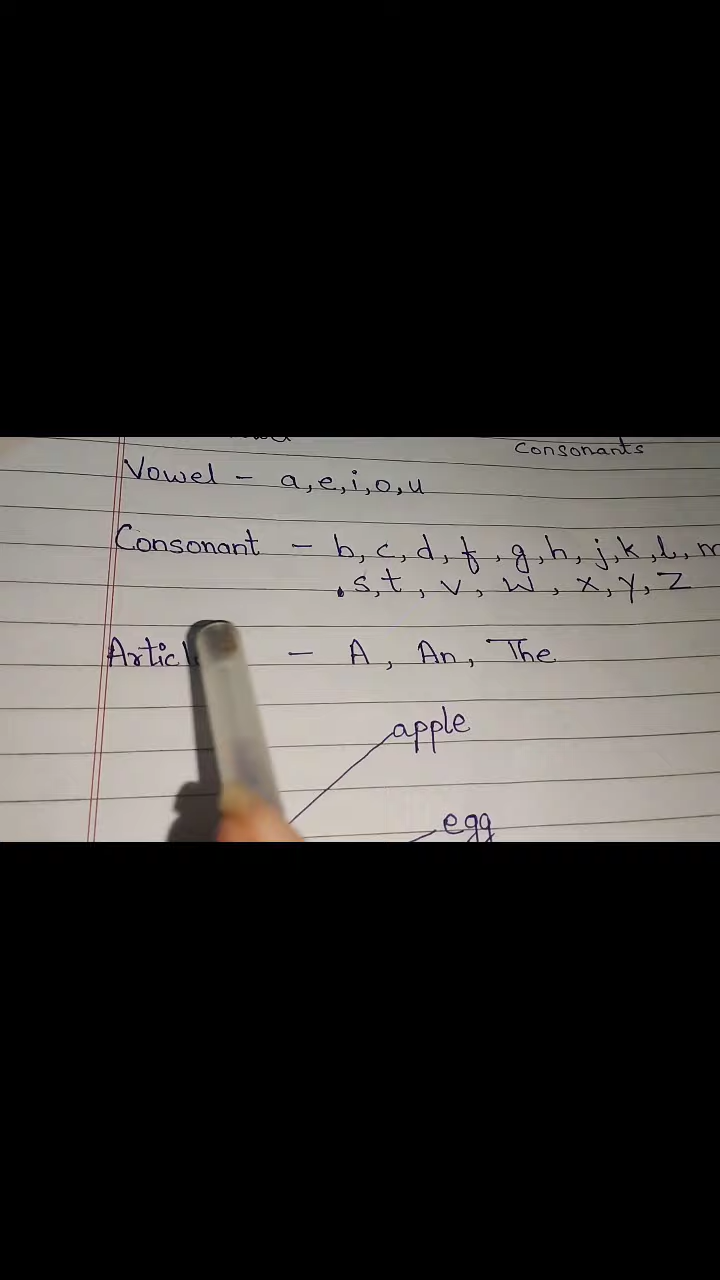 consonants
Vowel - a, e, i, o, u
Consonant - b, c, d, f, g, h, j, k, l, m
s, t, v, w, x, y, z
- A, An, The
apple
egg